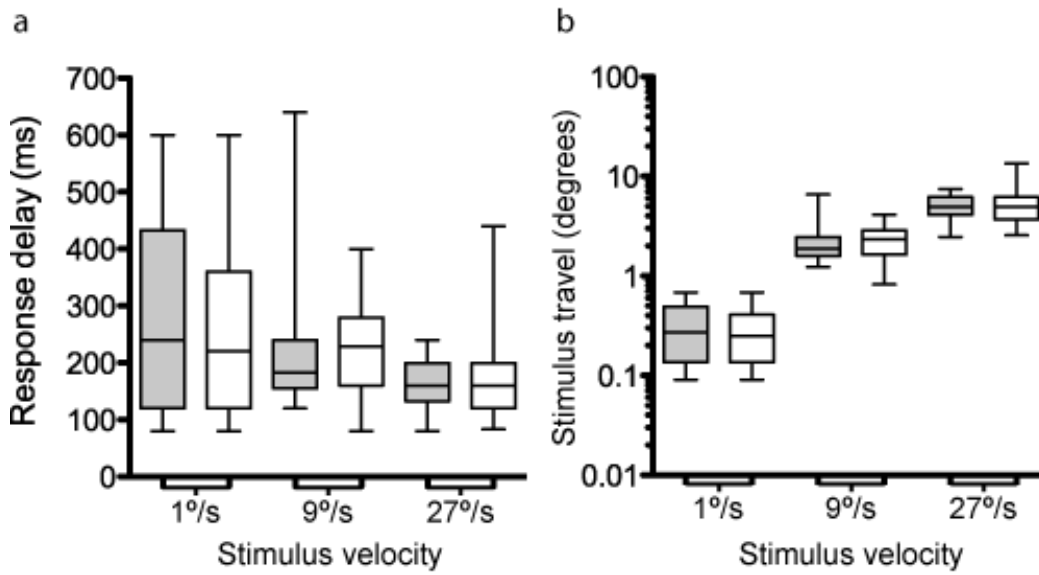 a
Response delay (ms)
700
600
500
400
300
200
100
0
1º/s 9º/s 27º/s
Stimulus velocity
b
Stimulus travel (degrees)
100
10
1
0.1
0.01
1º/s 9º/s 27º/s
Stimulus velocity